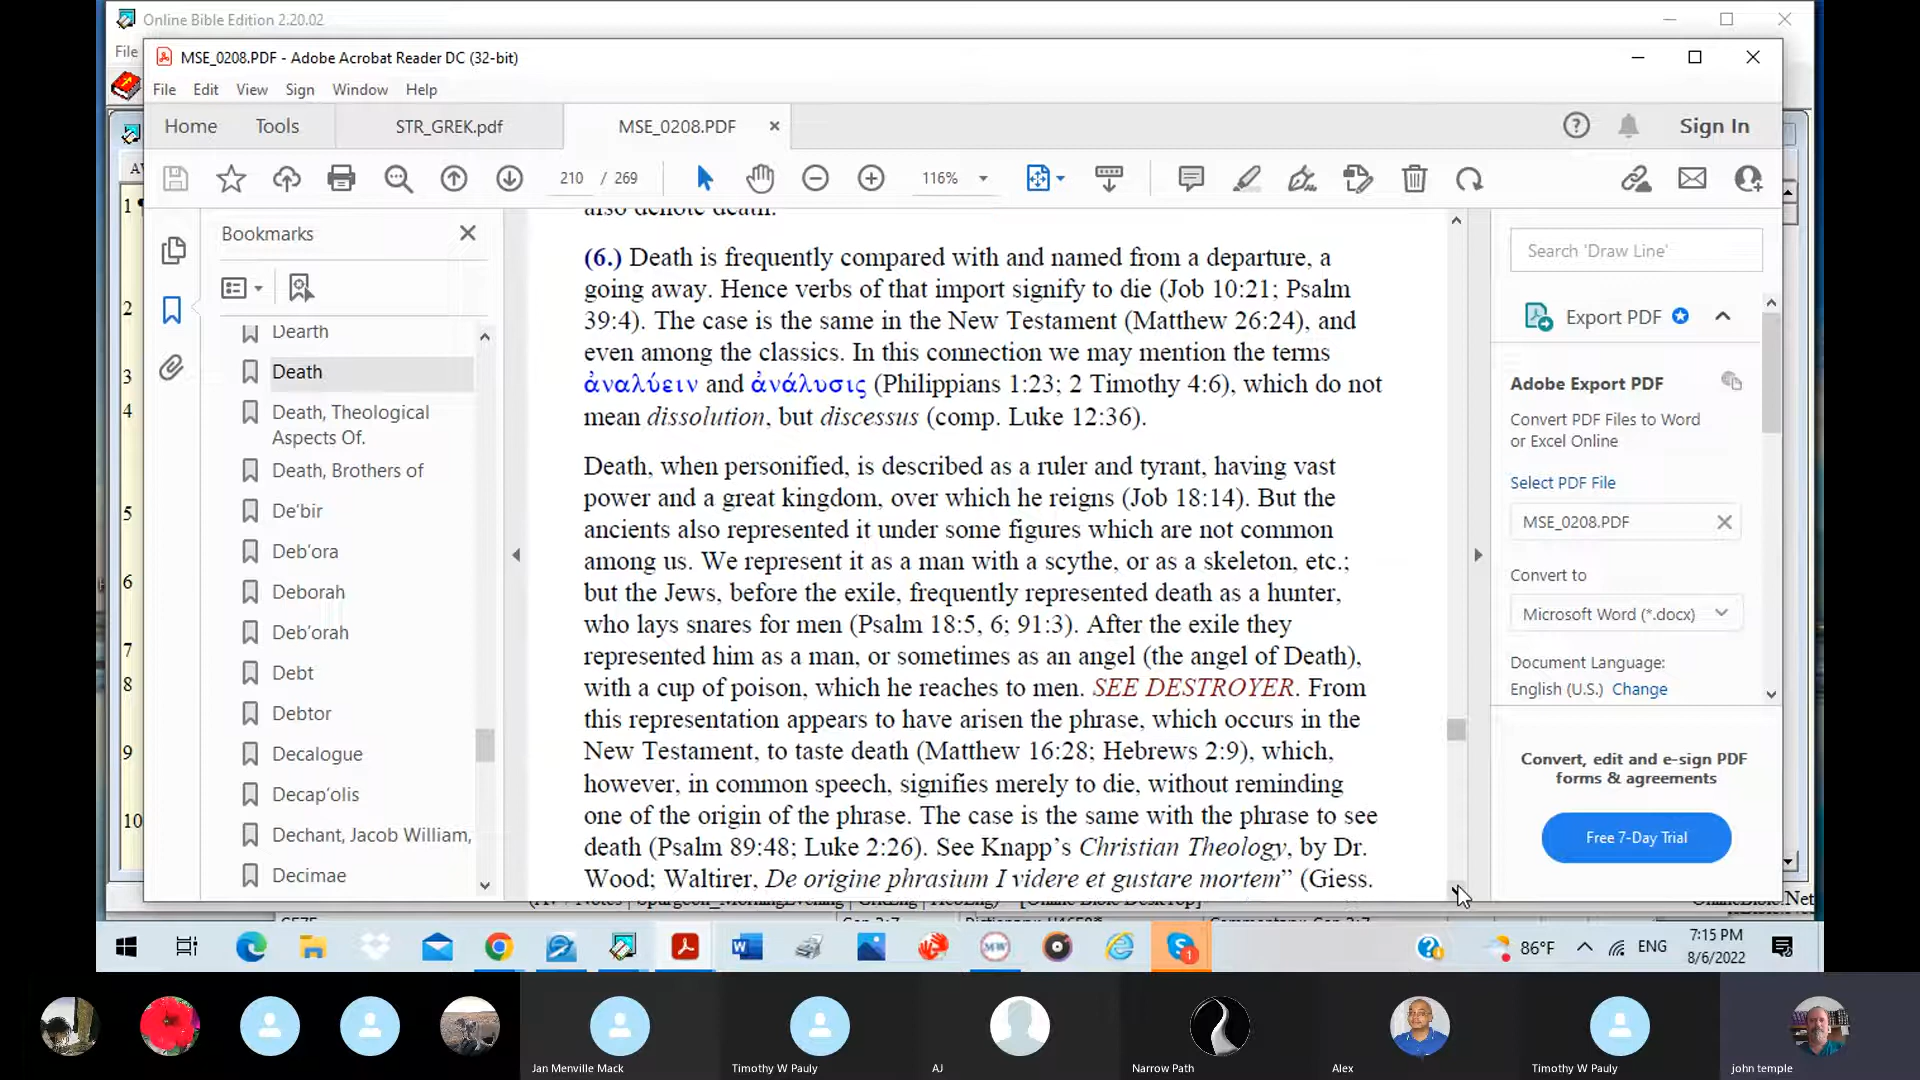 Online Bible Edition 2.20.02
File
MSE_0208.PDF - Adobe Acrobat Reader DC (32-bit)
File Edit View Sign Window Help
Home Tools STR_GREK.pdf MSE_0208.PDF Sign In
210 / 269 116%
Bookmarks
Dearth
Death
Death, Theological
Aspects Of.
Death, Brothers of
De'bir
Deb'ora
Deborah
Deb'orah
Debt
Debtor
Decalogue
Decap'olis
Dechant, Jacob William,
Decimae
1
2
3
4
5
6
7
8
9
10
also denote death.
(6.) Death is frequently compared with and named from a departure, a
going away. Hence verbs of that import signify to die (Job 10:21; Psalm
39:4). The case is the same in the New Testament (Matthew 26:24), and
even among the classics. In this connection we may mention the terms
ἀναλύειν and ἀνάλυσις (Philippians 1:23; 2 Timothy 4:6), which do not
mean dissolution, but discessus (comp. Luke 12:36).
Death, when personified, is described as a ruler and tyrant, having vast
power and a great kingdom, over which he reigns (Job 18:14). But the
ancients also represented it under some figures which are not common
among us. We represent it as a man with a scythe, or as a skeleton, etc.;
but the Jews, before the exile, frequently represented death as a hunter,
who lays snares for men (Psalm 18:5, 6; 91:3). After the exile they
represented him as a man, or sometimes as an angel (the angel of Death),
with a cup of poison, which he reaches to men. SEE DESTROYER. From
this representation appears to have arisen the phrase, which occurs in the
New Testament, to taste death (Matthew 16:28; Hebrews 2:9), which,
however, in common speech, signifies merely to die, without reminding
one of the origin of the phrase. The case is the same with the phrase to see
death (Psalm 89:48; Luke 2:26). See Knapp's Christian Theology, by Dr.
Wood; Waltirer, De origine phrasium I videre et gustare mortem” (Giess.
Search 'Draw Line'
Export PDF
Adobe Export PDF
Convert PDF Files to Word
or Excel Online
Select PDF File
MSE_0208.PDF
Convert to
Microsoft Word (*.docx)
Document Language:
English (U.S.) Change
Convert, edit and e-sign PDF
forms & agreements
Free 7-Day Trial
86°F ENG 7:15 PM
8/6/2022
Jan Menville Mack
Timothy W Pauly
AJ
Narrow Path
Alex
Timothy W Pauly
john temple